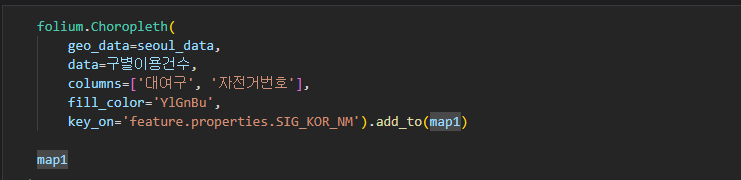 folium.Choropleth(
geo_data=seoul_data,
data=구별이용건수,
columns=['대여구', '자전거번호'],
fill_color='YlGnBu',
key_on='feature.properties.SIG_KOR_NM').add_to(map1)
map1